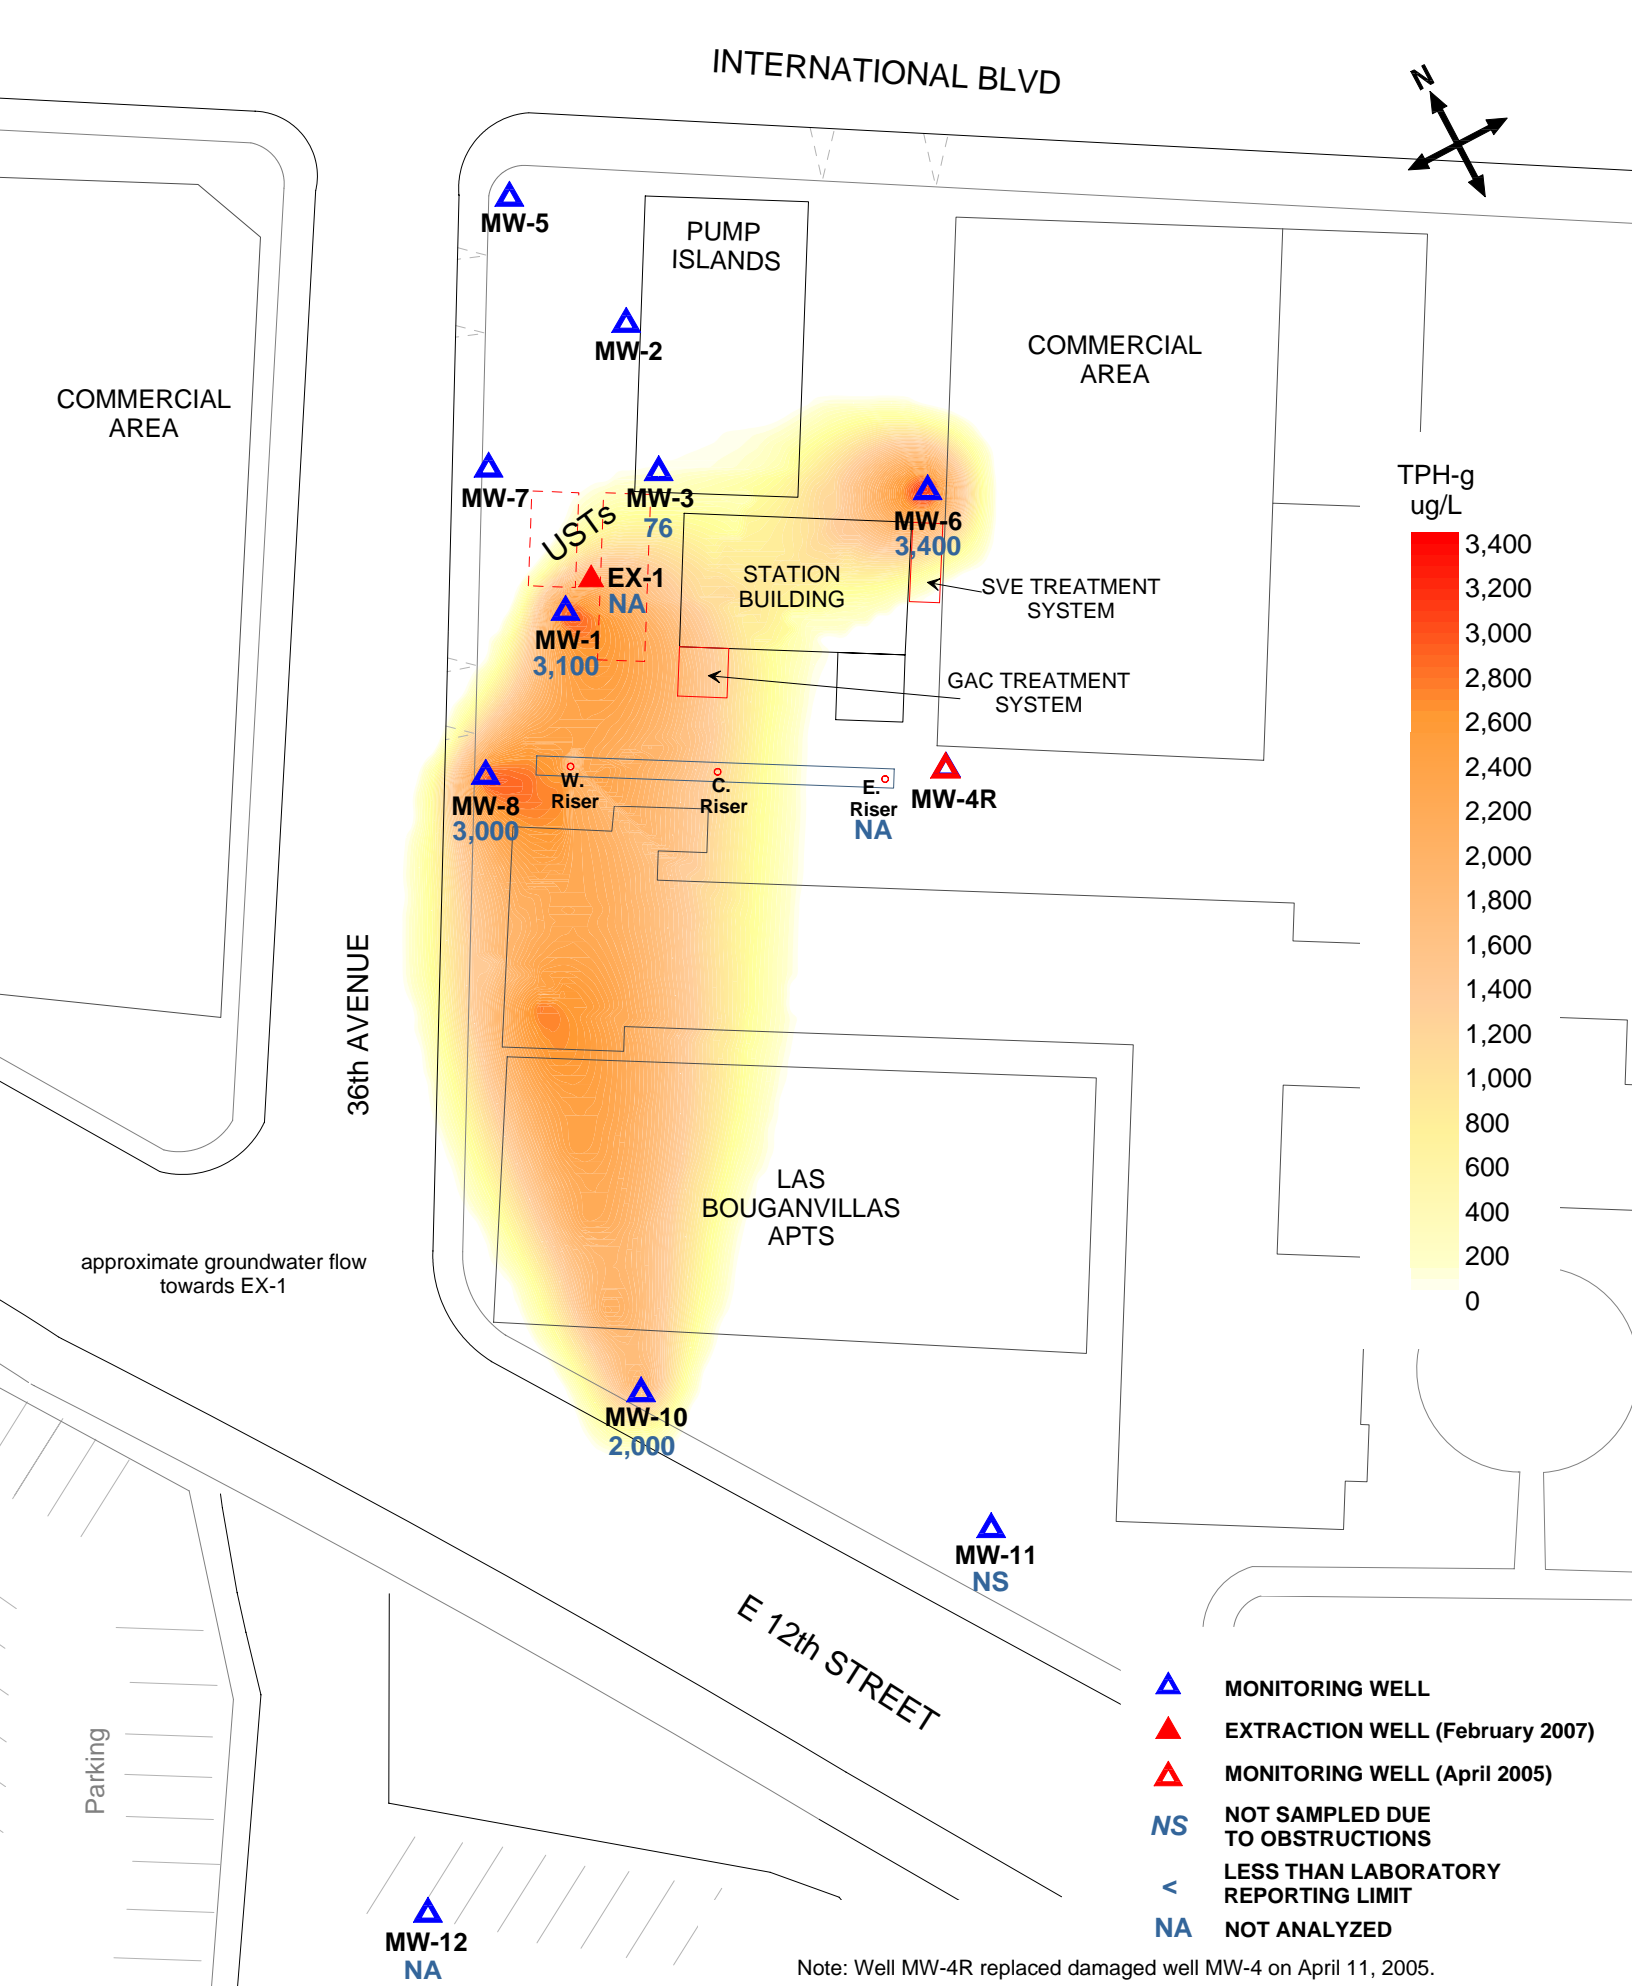 INTERNATIONAL BLVD
N
MW-5
PUMP
ISLANDS
MW-2
COMMERCIAL
AREA
COMMERCIAL
AREA
MW-7
MW-3
76
USTs
MW-6
3,400
EX-1
NA
STATION
BUILDING
SVE TREATMENT
SYSTEM
MW-1
3,100
GAC TREATMENT
SYSTEM
TPH-g
ug/L
3,400
3,200
3,000
2,800
2,600
2,400
2,200
2,000
1,800
1,600
1,400
1,200
1,000
800
600
400
200
0
MW-8
3,000
W.
Riser
C.
Riser
E.
Riser
NA
MW-4R
36th AVENUE
LAS
BOUGANVILLAS
APTS
approximate groundwater flow
towards EX-1
MW-10
2,000
MW-11
NS
E 12th STREET
Parking
MW-12
NA
MONITORING WELL
EXTRACTION WELL (February 2007)
MONITORING WELL (April 2005)
NS NOT SAMPLED DUE
TO OBSTRUCTIONS
< LESS THAN LABORATORY
REPORTING LIMIT
NA NOT ANALYZED
Note: Well MW-4R replaced damaged well MW-4 on April 11, 2005.